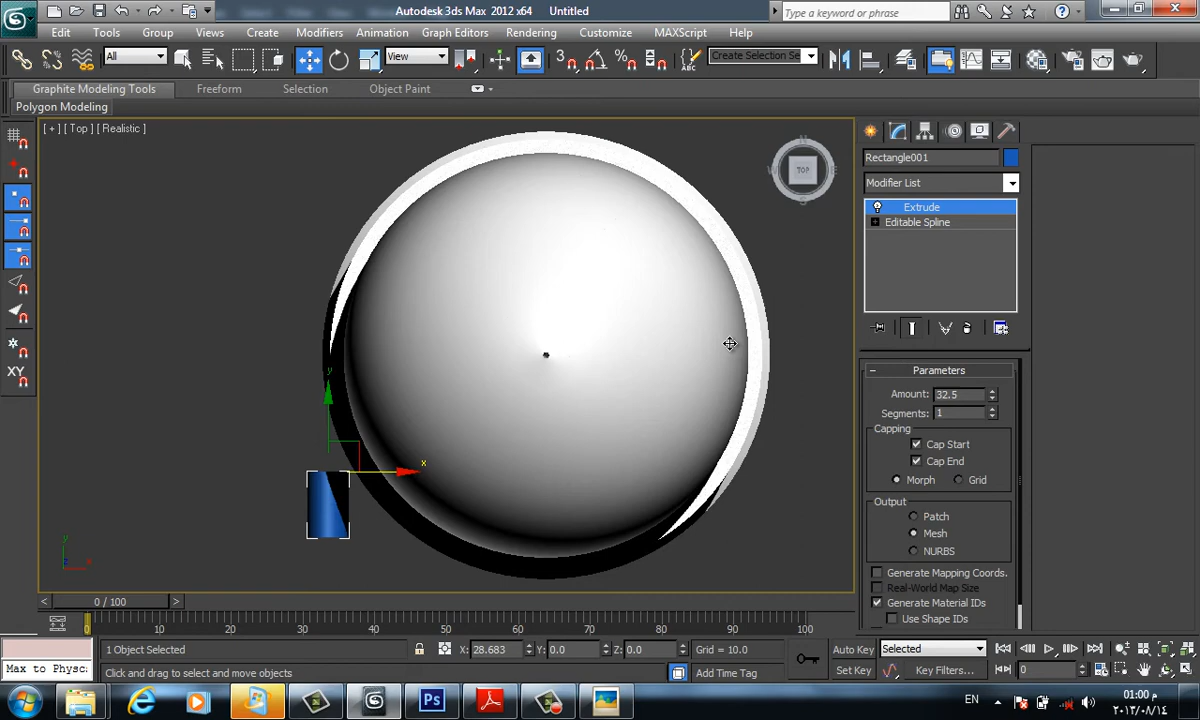 Autodesk 3ds Max 2012 x64 Untitled
Type a keyword or phrase
Edit Tools Group Views Create Modifiers Animation Graph Editors Rendering Customize MAXScript Help
All View Create Selection Se
Graphite Modeling Tools Freeform Selection Object Paint
Polygon Modeling
[ + ] [ Top ] [ Realistic ]
TOP
Rectangle001
Modifier List
Extrude
Editable Spline
XY
y
x
Parameters
Amount: 32.5
Segments: 1
Capping
Cap Start
Cap End
Morph Grid
Output
Patch
Mesh
NURBS
Generate Mapping Coords.
Real-World Map Size
Generate Material IDs
Use Shape IDs
0 / 100
0 10 20 30 40 50 60 70 80 90 100
1 Object Selected X: 28.683 Y: 0.0 Z: 0.0 Grid = 10.0 Auto Key Selected
Max to Physc Click and drag to select and move objects Add Time Tag Set Key Key Filters... 0
Ps EN
01:00 م
٢٠١٣/٠٨/١٤